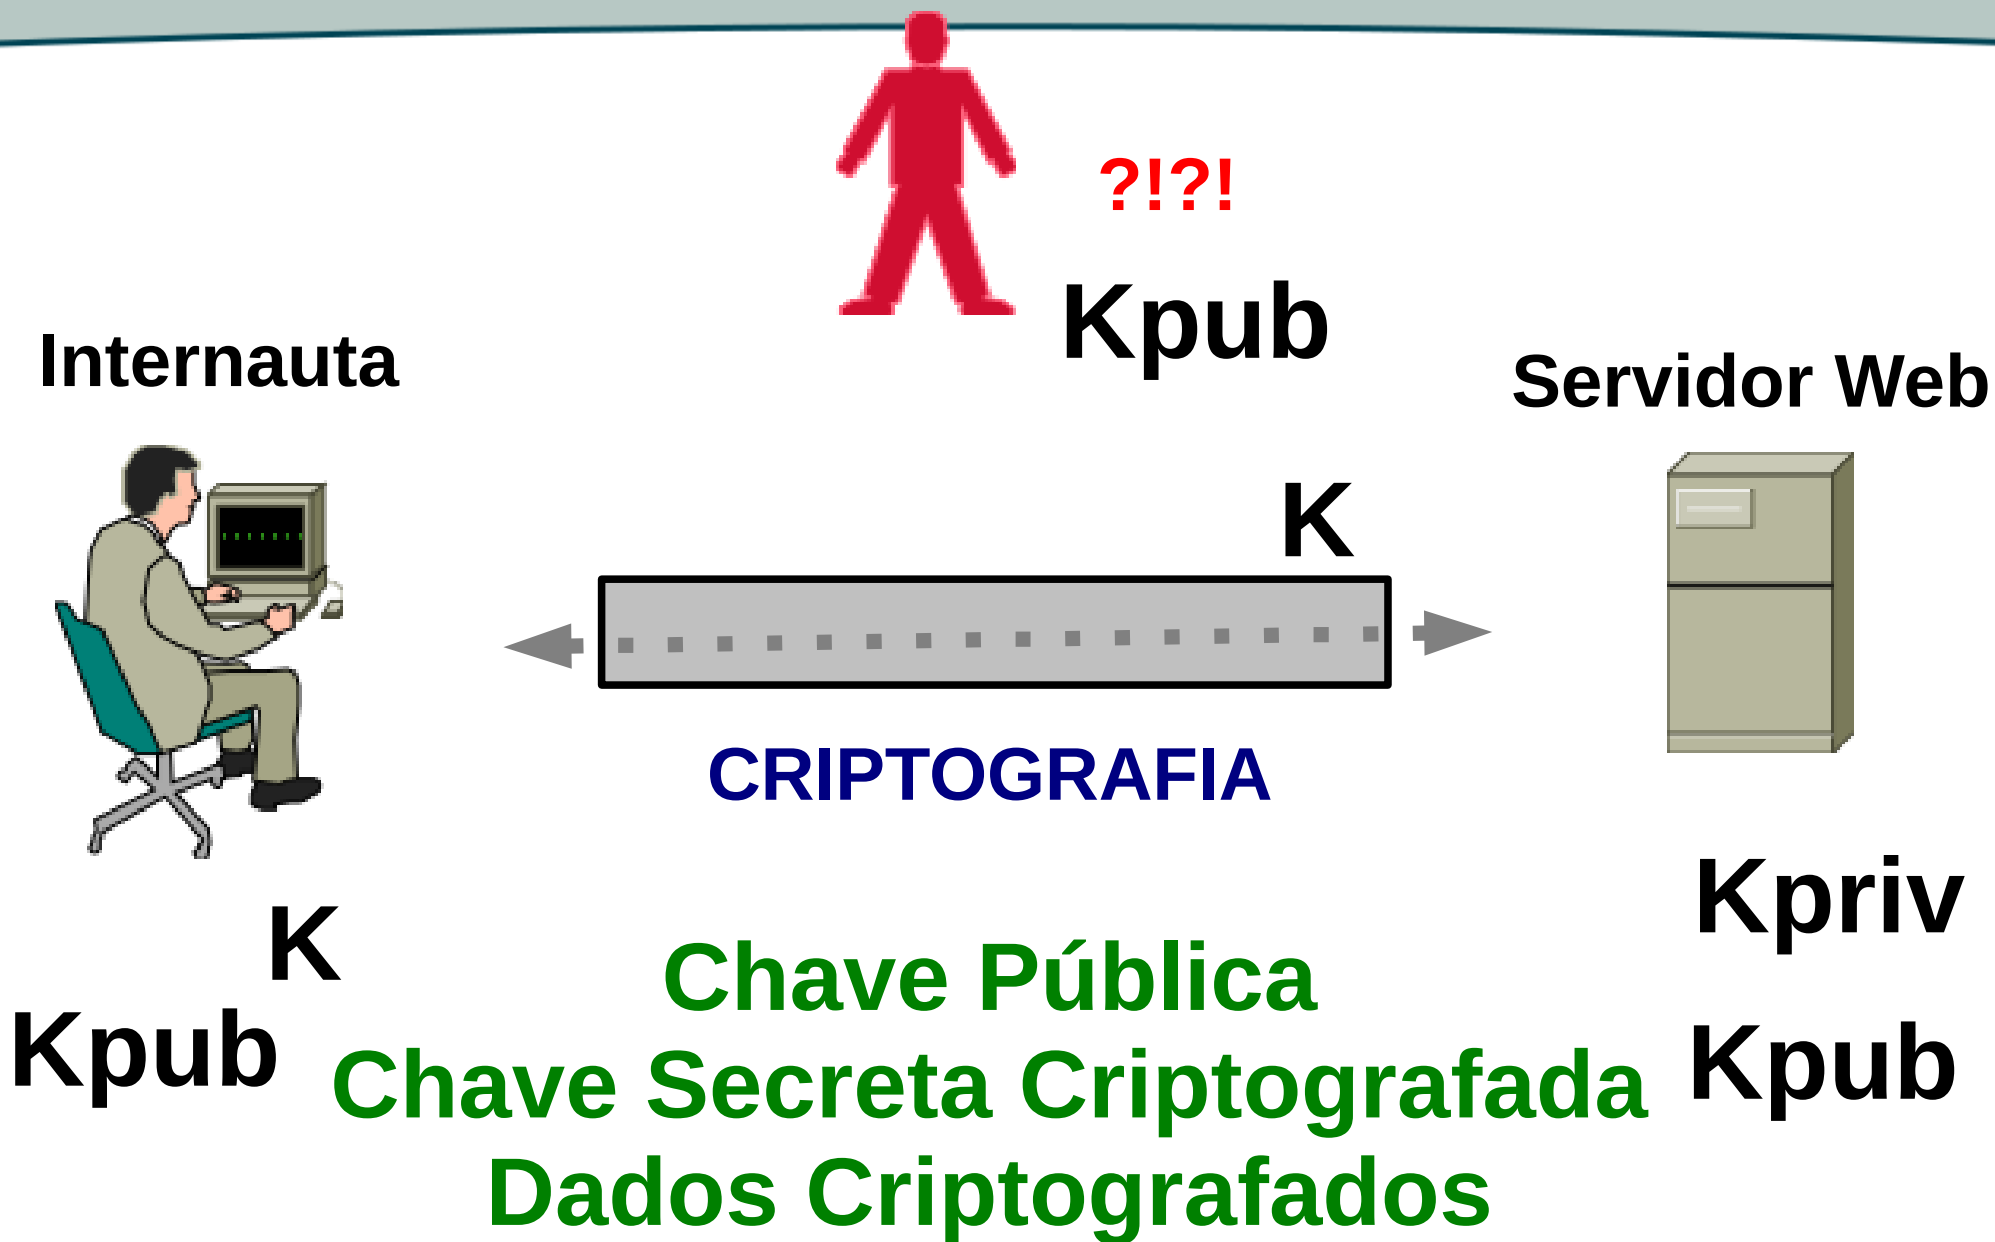 ?!?!
Kpub
Internauta
Servidor Web
K
CRIPTOGRAFIA
Kpriv
K
Kpub
Chave Pública
Chave Secreta Criptografada
Dados Criptografados
Kpub